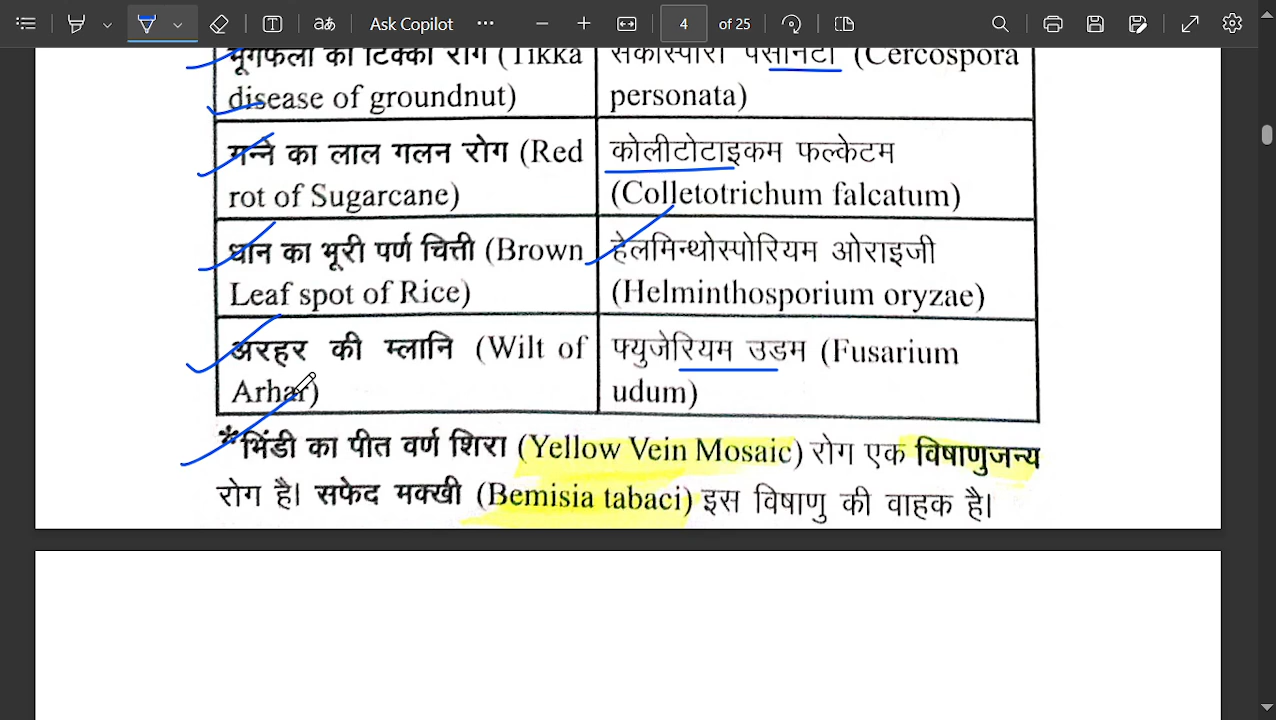 Ask Copilot
4
of 25
मूंगफली का टिक्का रोग (Tikka
disease of groundnut)
(Cercospora
personata)
गन्ने का लाल गलन रोग (Red
rot of Sugarcane)
कोलीटोटाइकम फल्केटम
(Colletotrichum falcatum)
धान का भूरी पर्ण चित्ती (Brown
Leaf spot of Rice)
हेलमिन्थोस्पोरियम ओराइजी
(Helminthosporium oryzae)
अरहर की म्लानि (Wilt of
Arhar)
फ्युजेरियम उडम (Fusarium
udum)
*भिंडी का पीत वर्ण शिरा (Yellow Vein Mosaic) रोग एक विषाणुजन्य
रोग है। सफेद मक्खी (Bemisia tabaci) इस विषाणु की वाहक है।